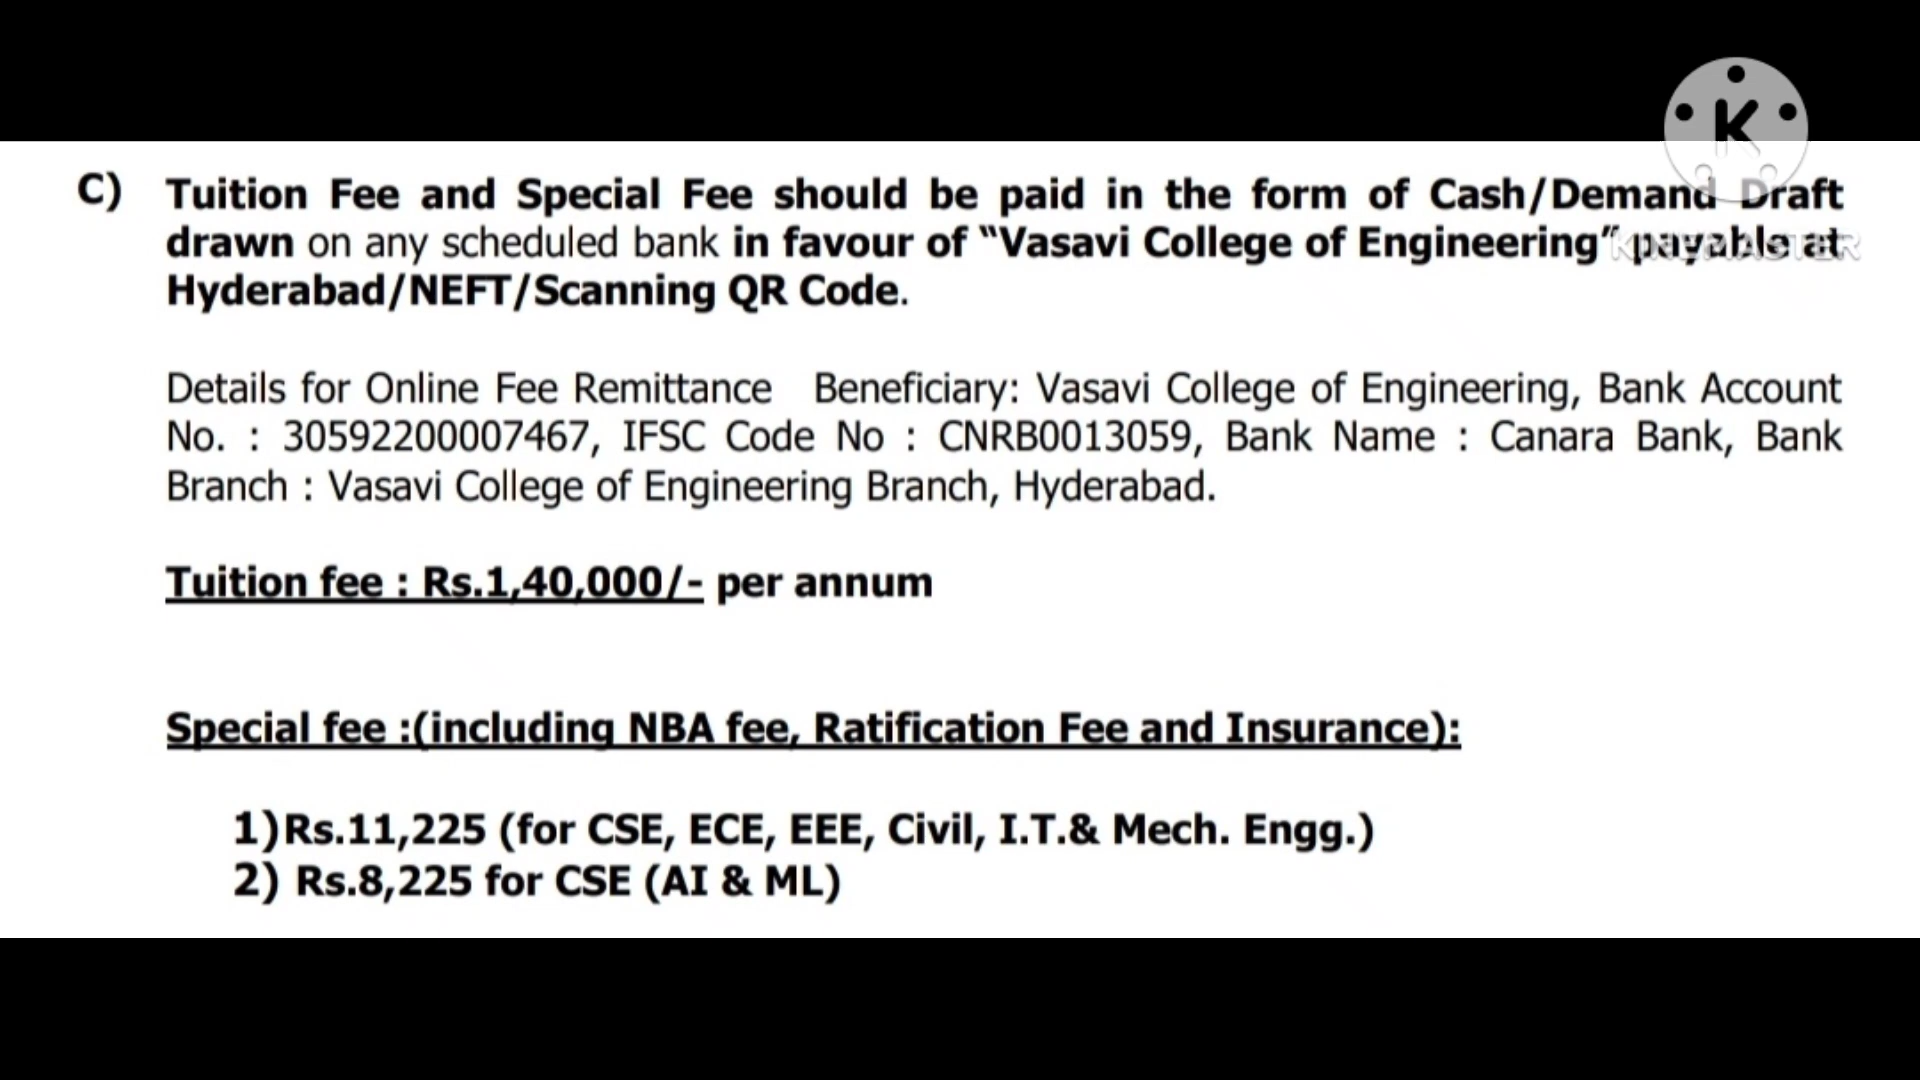 K
KINEMASTER
C) Tuition Fee and Special Fee should be paid in the form of Cash/Demand Draft
drawn on any scheduled bank in favour of “Vasavi College of Engineering” payable at
Hyderabad/NEFT/Scanning QR Code.
Details for Online Fee Remittance Beneficiary: Vasavi College of Engineering, Bank Account
No. : 30592200007467, IFSC Code No : CNRB0013059, Bank Name : Canara Bank, Bank
Branch : Vasavi College of Engineering Branch, Hyderabad.
Tuition fee : Rs.1,40,000/- per annum
Special fee :(including NBA fee, Ratification Fee and Insurance):
1)Rs.11,225 (for CSE, ECE, EEE, Civil, I.T.& Mech. Engg.)
2) Rs.8,225 for CSE (AI & ML)